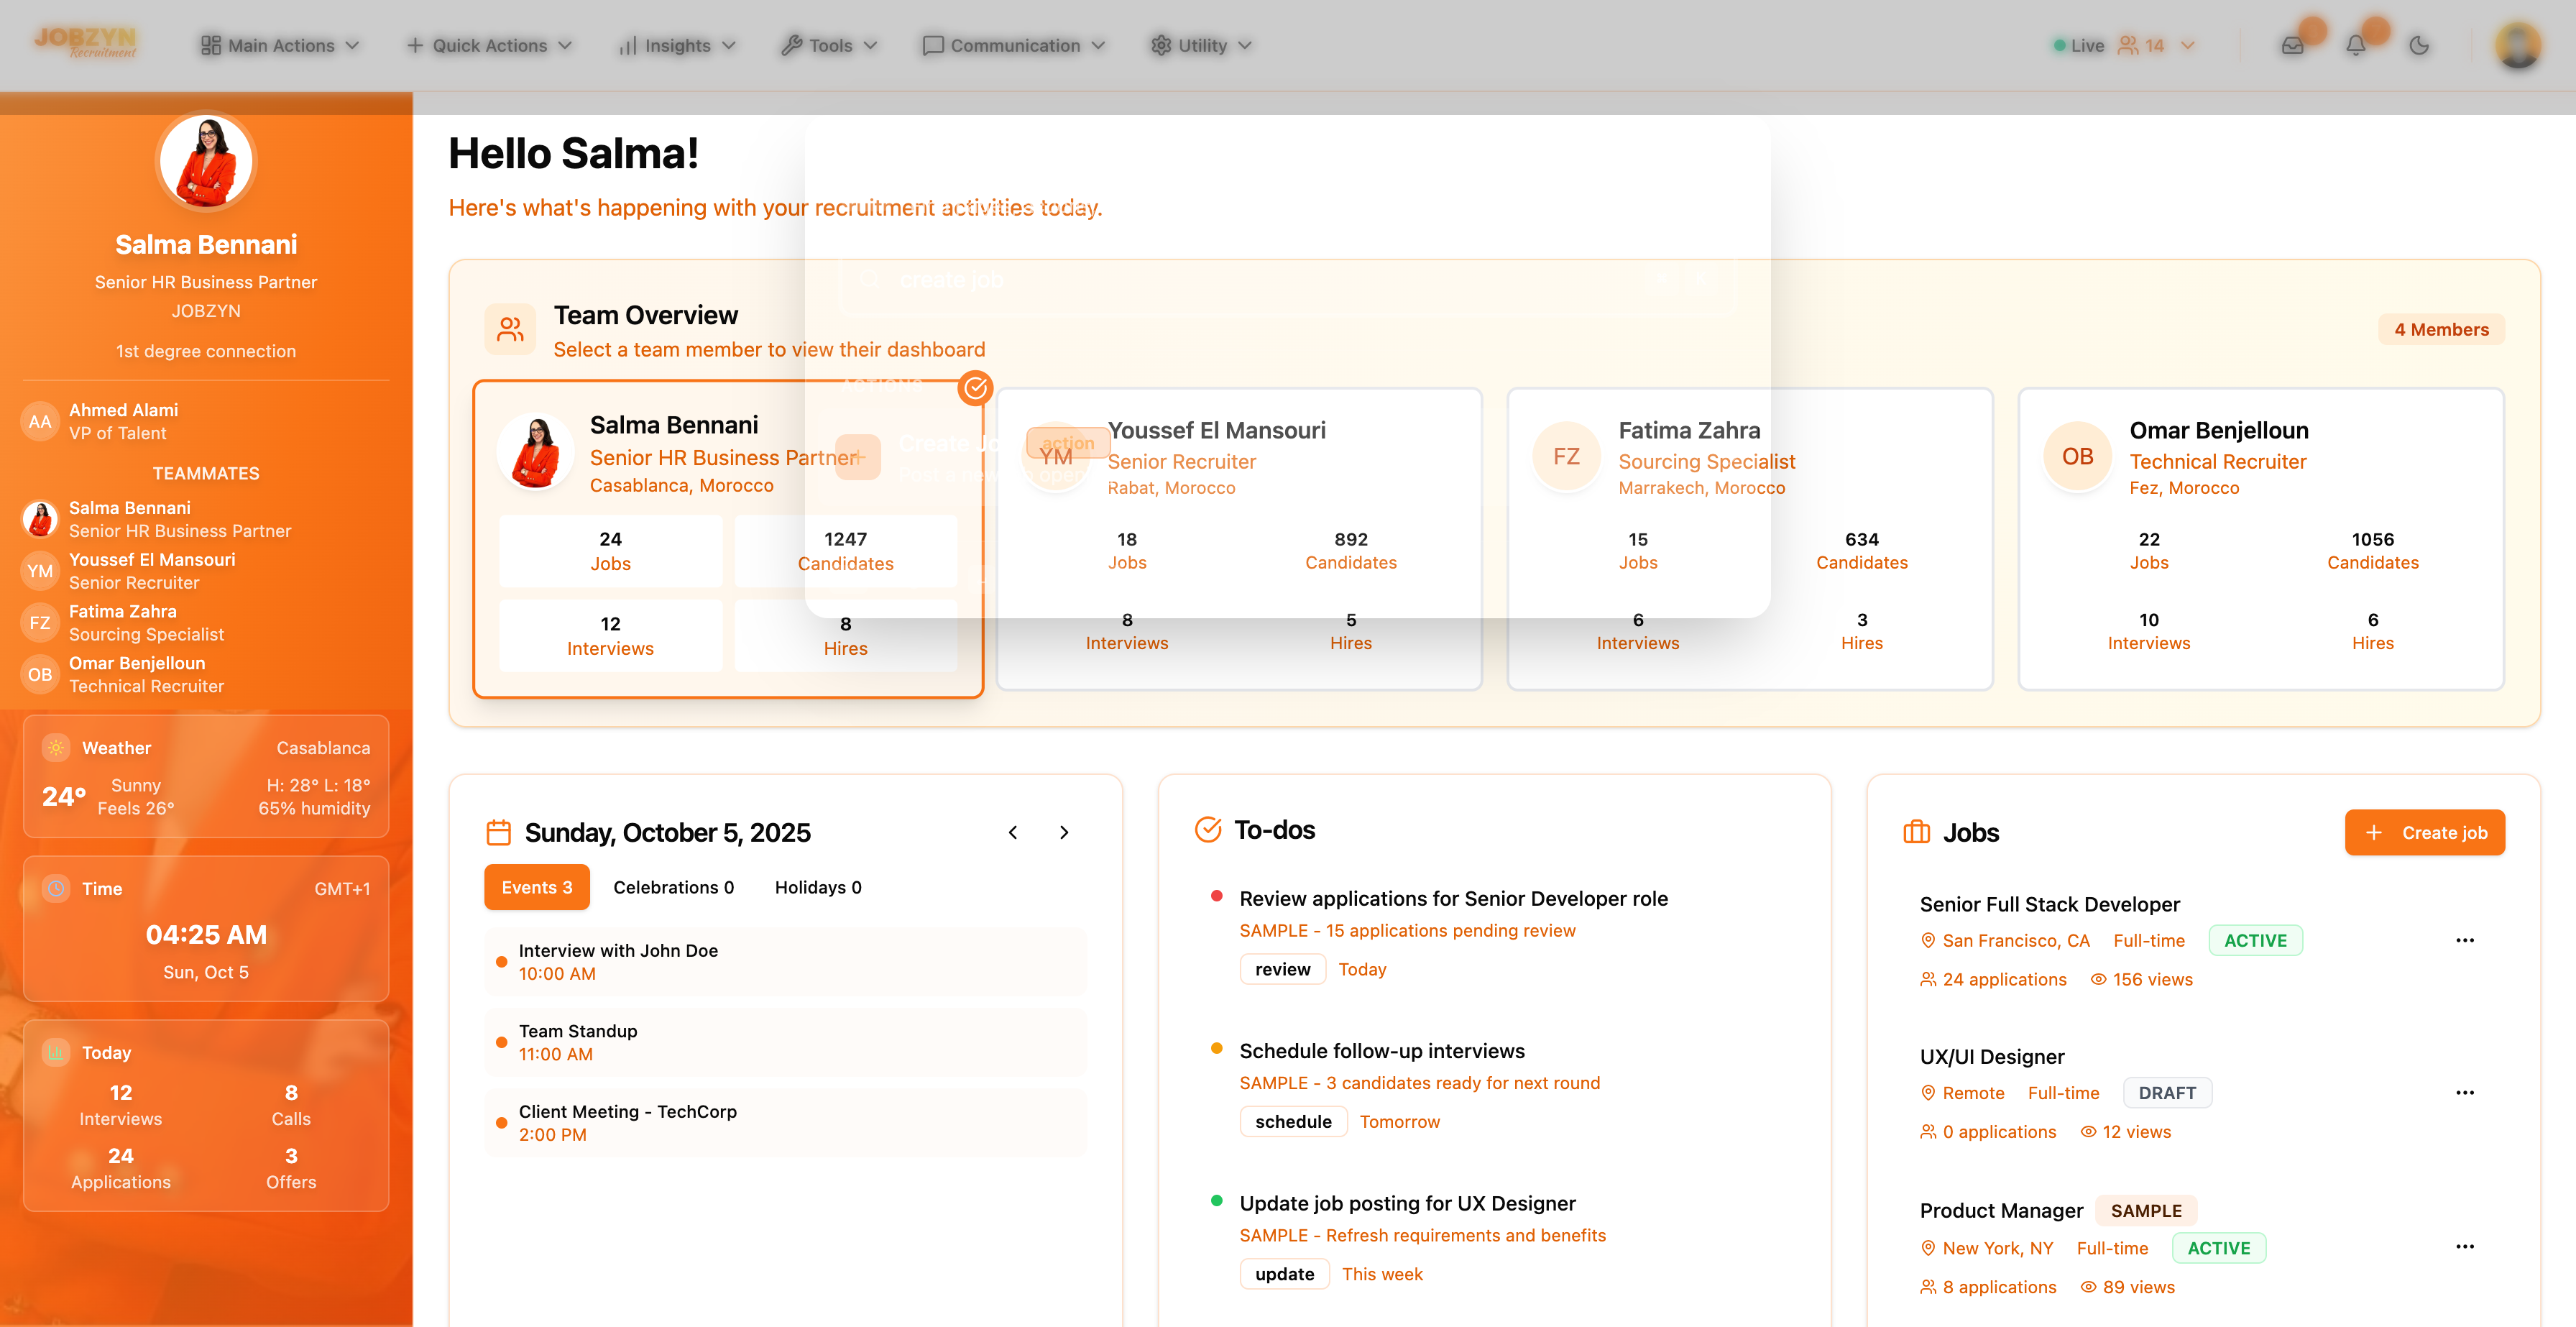 JOBZYN
Recruitment
Main Actions
Quick Actions
Insights
Tools
Communication
Utility
Live
14
Salma Bennani
Senior HR Business Partner
JOBZYN
1st degree connection
AA
Ahmed Alami
VP of Talent
TEAMMATES
Salma Bennani
Senior HR Business Partner
YM
Youssef El Mansouri
Senior Recruiter
FZ
Fatima Zahra
Sourcing Specialist
OB
Omar Benjelloun
Technical Recruiter
Weather
Casablanca
24°
Sunny
Feels 26°
H: 28° L: 18°
65% humidity
Time
GMT+1
04:25 AM
Sun, Oct 5
Today
12
Interviews
8
Calls
24
Applications
3
Offers
Hello Salma!
Here's what's happening with your recruitment activities today.
create job
Team Overview
Select a team member to view their dashboard
4 Members
ACTIONS
Create Jo
action
Salma Bennani
Senior HR Business Partner
Casablanca, Morocco
24
Jobs
1247
Candidates
12
Interviews
8
Hires
YM
Youssef El Mansouri
Senior Recruiter
Rabat, Morocco
18
Jobs
892
Candidates
8
Interviews
5
Hires
FZ
Fatima Zahra
Sourcing Specialist
Marrakech, Morocco
15
Jobs
634
Candidates
6
Interviews
3
Hires
OB
Omar Benjelloun
Technical Recruiter
Fez, Morocco
22
Jobs
1056
Candidates
10
Interviews
6
Hires
Sunday, October 5, 2025
Events 3
Celebrations 0
Holidays 0
Interview with John Doe
10:00 AM
Team Standup
11:00 AM
Client Meeting - TechCorp
2:00 PM
To-dos
Review applications for Senior Developer role
SAMPLE - 15 applications pending review
review
Today
Schedule follow-up interviews
SAMPLE - 3 candidates ready for next round
schedule
Tomorrow
Update job posting for UX Designer
SAMPLE - Refresh requirements and benefits
update
This week
Jobs
Create job
Senior Full Stack Developer
San Francisco, CA
Full-time
ACTIVE
24 applications
156 views
UX/UI Designer
Remote
Full-time
DRAFT
0 applications
12 views
Product Manager
SAMPLE
New York, NY
Full-time
ACTIVE
8 applications
89 views